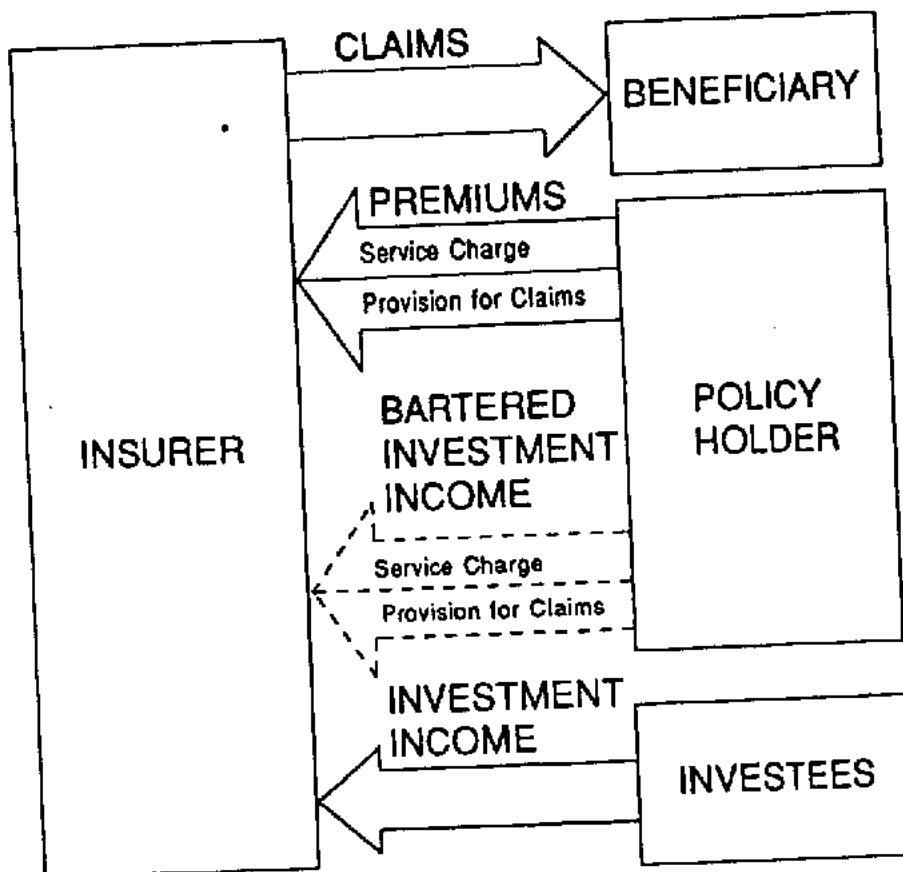 CLAIMS
BENEFICIARY
PREMIUMS
Service Charge
Provision for Claims
INSURER
BARTERED
INVESTMENT
INCOME
POLICY
HOLDER
Service Charge
Provision for Claims
INVESTMENT
INCOME
INVESTEES